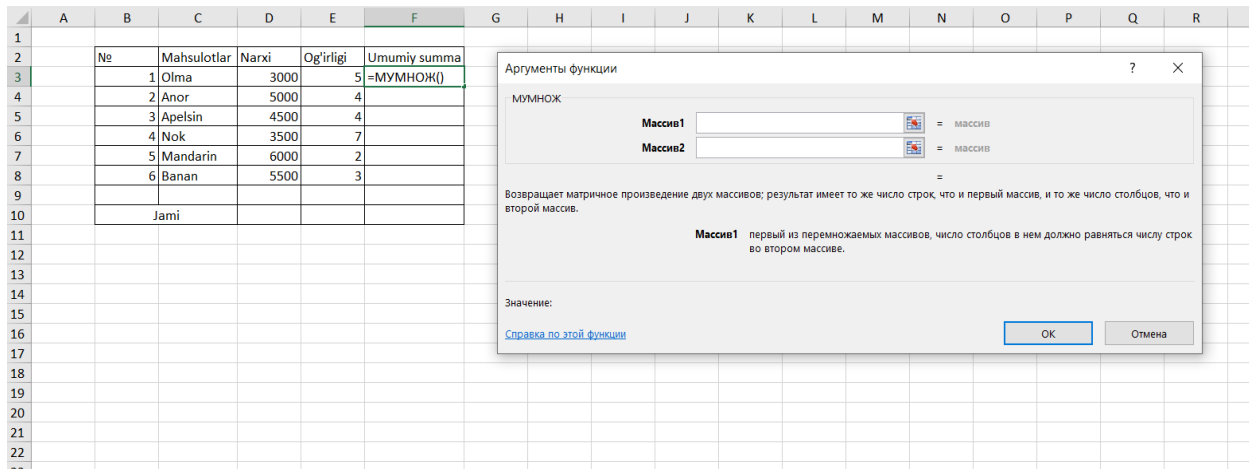 A B C D E F G H I J K L M N O P Q R
1
2 № Mahsulotlar Narxi Og'irligi Umumiy summa
3 1 Olma 3000 5 =МУМНОЖ()
4 2 Anor 5000 4
5 3 Apelsin 4500 4
6 4 Nok 3500 7
7 5 Mandarin 6000 2
8 6 Banan 5500 3
9
10 Jami
11
12
13
14
15
16
17
18
19
20
21
22
Аргументы функции ?
МУМНОЖ
Массив1 = массив
Массив2 = массив
=
Возвращает матричное произведение двух массивов; результат имеет то же число строк, что и первый массив, и то же число столбцов, что и
второй массив.
Массив1 первый из перемножаемых массивов, число столбцов в нем должно равняться числу строк
во втором массиве.
Значение:
Справка по этой функции ОК Отмена